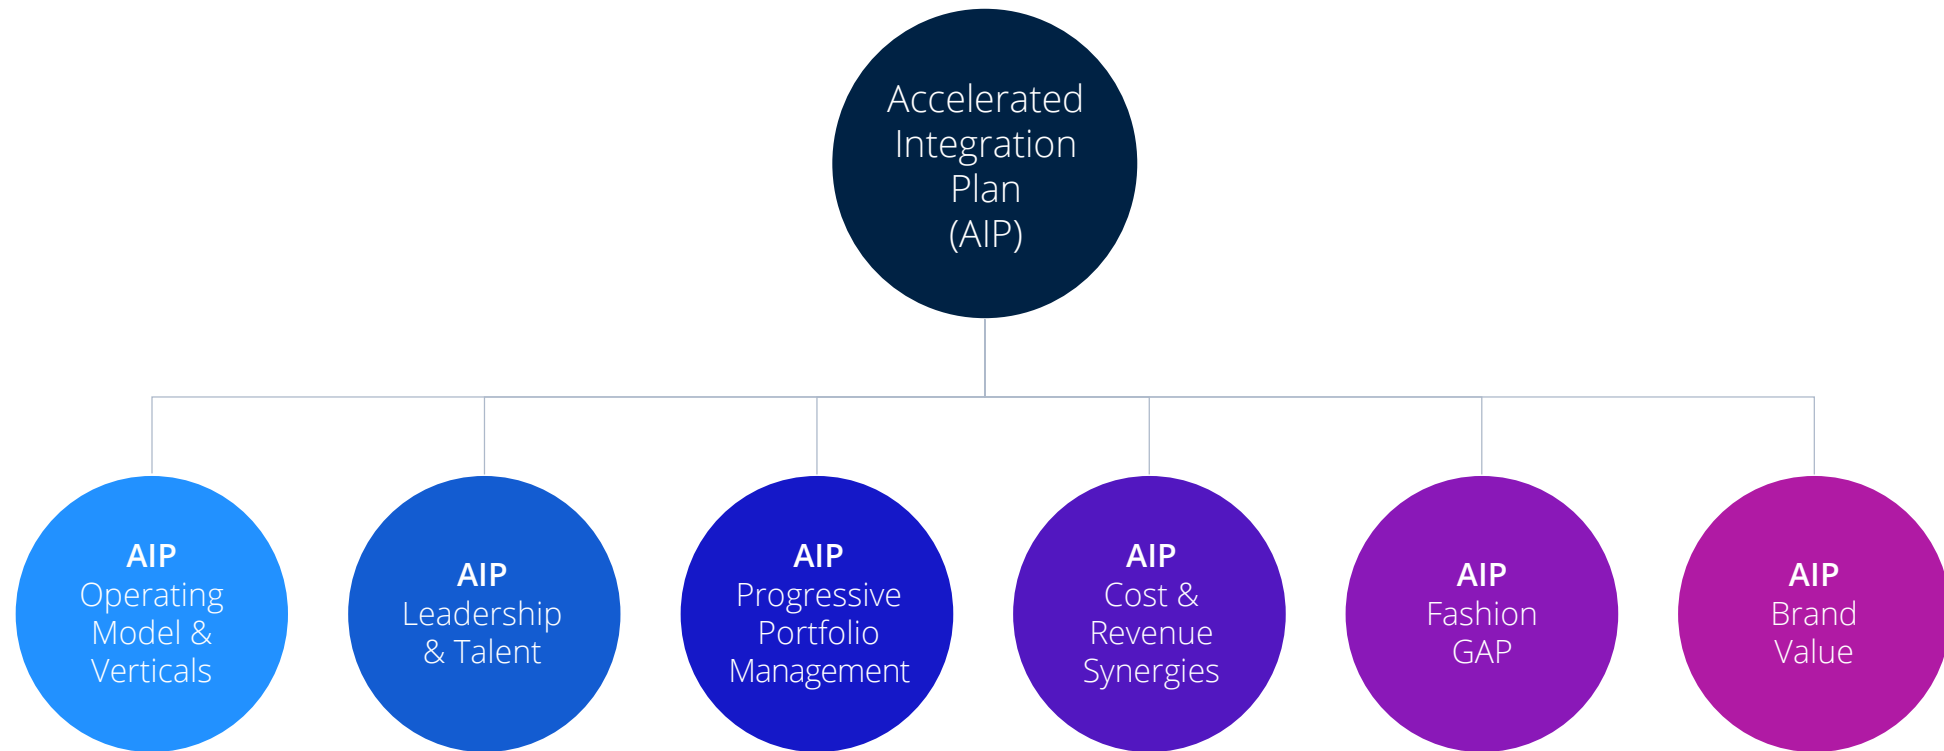 Accelerated
Integration
Plan
(AIP)
AIP
Operating
Model &
Verticals
AIP
Leadership
& Talent
AIP
Progressive
Portfolio
Management
AIP
Cost &
Revenue
Synergies
AIP
Fashion
GAP
AIP
Brand
Value